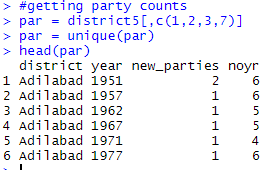 > #getting party counts
> par = district5[,c(1,2,3,7)]
> par = unique(par)
> head(par)
district year new_parties noyr
1 Adilabad 1951 2 6
2 Adilabad 1957 1 6
3 Adilabad 1962 1 5
4 Adilabad 1967 1 5
5 Adilabad 1971 1 4
6 Adilabad 1977 1 6
>